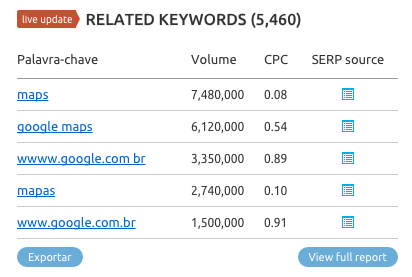 live update RELATED KEYWORDS (5,460)
Palavra-chave Volume CPC SERP source
maps 7,480,000 0.08
google maps 6,120,000 0.54
wwww.google.com br 3,350,000 0.89
mapas 2,740,000 0.10
www.google.com.br 1,500,000 0.91
Exportar View full report